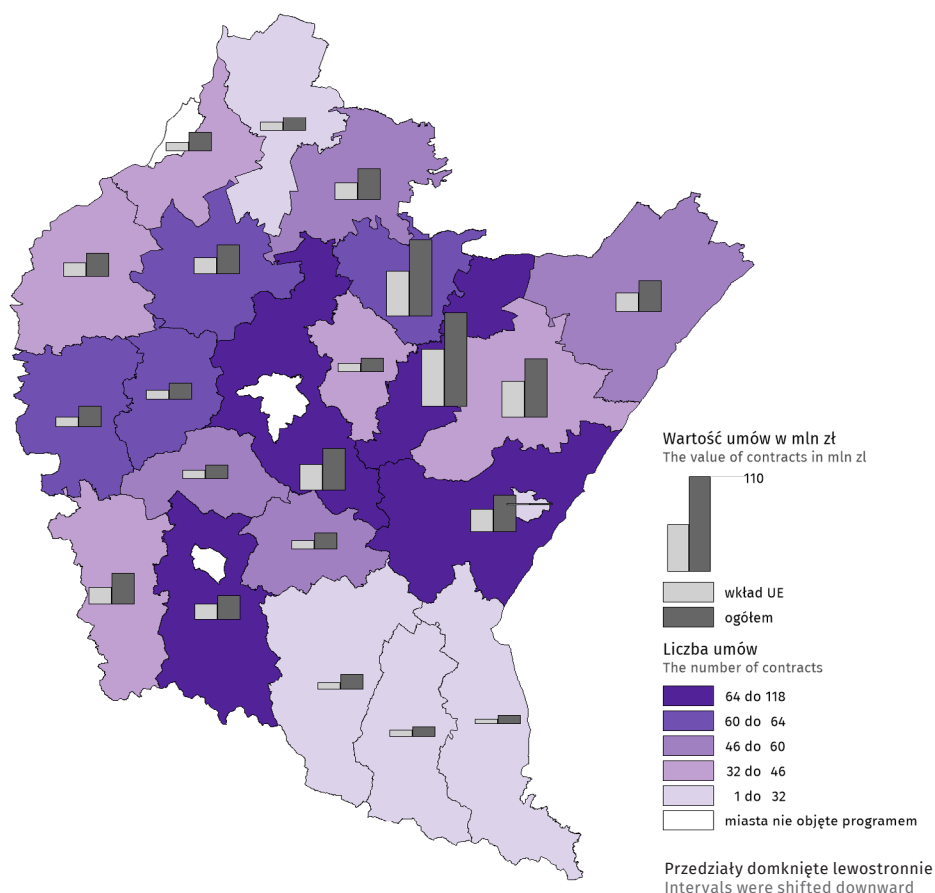 Wartość umów w mln zł
The value of contracts in mln zl
110
wkład UE
ogółem
Liczba umów
The number of contracts
64 do 118
60 do 64
46 do 60
32 do 46
1 do 32
miasta nie objęte programem
Przedziały domknięte lewostronnie
Intervals were shifted downward